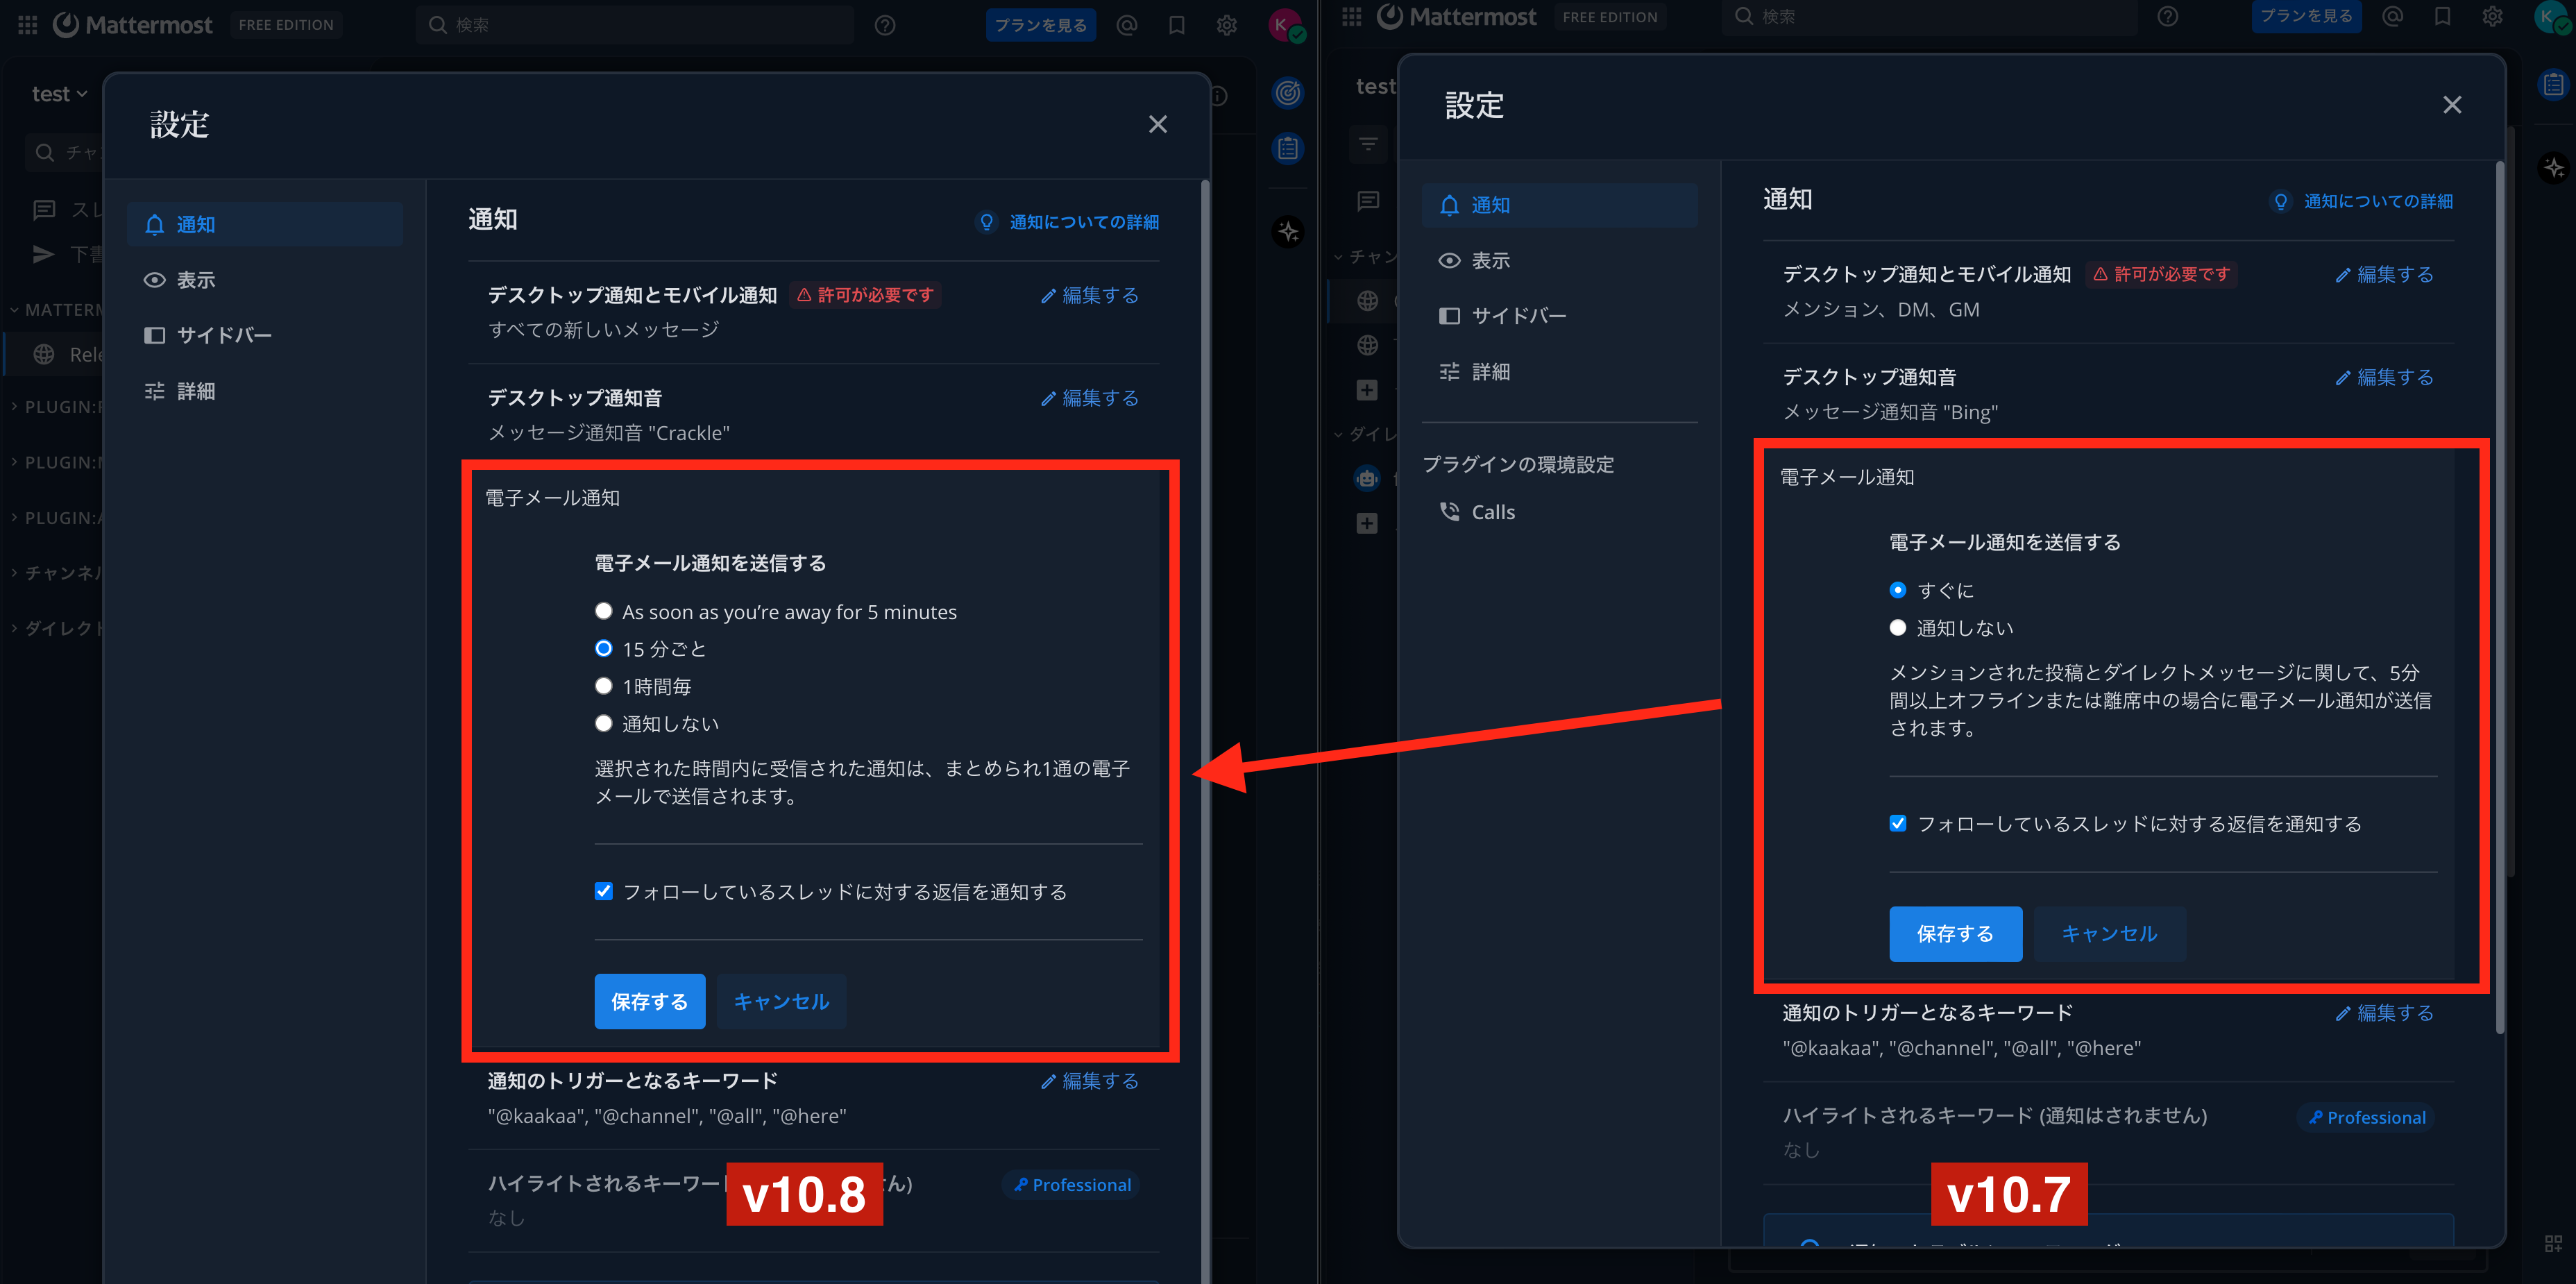 Mattermost
FREE EDITION
検索
プランを見る
K
test
設定
通知
表示
サイドバー
詳細
MATTERM
Rele
PLUGIN:
PLUGIN:
PLUGIN:
チャンネル
ダイレクト
通知
通知についての詳細
デスクトップ通知とモバイル通知
許可が必要です
編集する
すべての新しいメッセージ
デスクトップ通知音
編集する
メッセージ通知音 "Crackle"
電子メール通知
電子メール通知を送信する
As soon as you’re away for 5 minutes
15 分ごと
1時間毎
通知しない
選択された時間内に受信された通知は、まとめられ1通の電子
メールで送信されます。
フォローしているスレッドに対する返信を通知する
保存する
キャンセル
通知のトリガーとなるキーワード
編集する
"@kaakaa", "@channel", "@all", "@here"
ハイライトされるキーワー
ん)
Professional
なし
v10.8
Mattermost
FREE EDITION
検索
プランを見る
K
test
設定
通知
表示
サイドバー
詳細
プラグインの環境設定
Calls
チャン
ダイレ
通知
通知についての詳細
デスクトップ通知とモバイル通知
許可が必要です
編集する
メンション、DM、GM
デスクトップ通知音
編集する
メッセージ通知音 "Bing"
電子メール通知
電子メール通知を送信する
すぐに
通知しない
メンションされた投稿とダイレクトメッセージに関して、5分
間以上オフラインまたは離席中の場合に電子メール通知が送信
されます。
フォローしているスレッドに対する返信を通知する
保存する
キャンセル
通知のトリガーとなるキーワード
編集する
"@kaakaa", "@channel", "@all", "@here"
ハイライトされるキーワード (通知はされません)
Professional
なし
v10.7